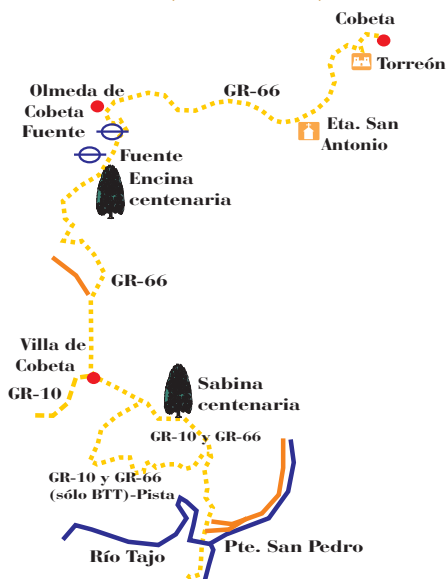 Cobeta
Torreón
Olmeda de
Cobeta
GR-66
Fuente
Eta. San
Antonio
Fuente
Encina
centenaria
GR-66
Villa de
Cobeta
GR-10
Sabina
centenaria
GR-10 y GR-66
GR-10 y GR-66
(sólo BTT)-Pista
Río Tajo
Pte. San Pedro